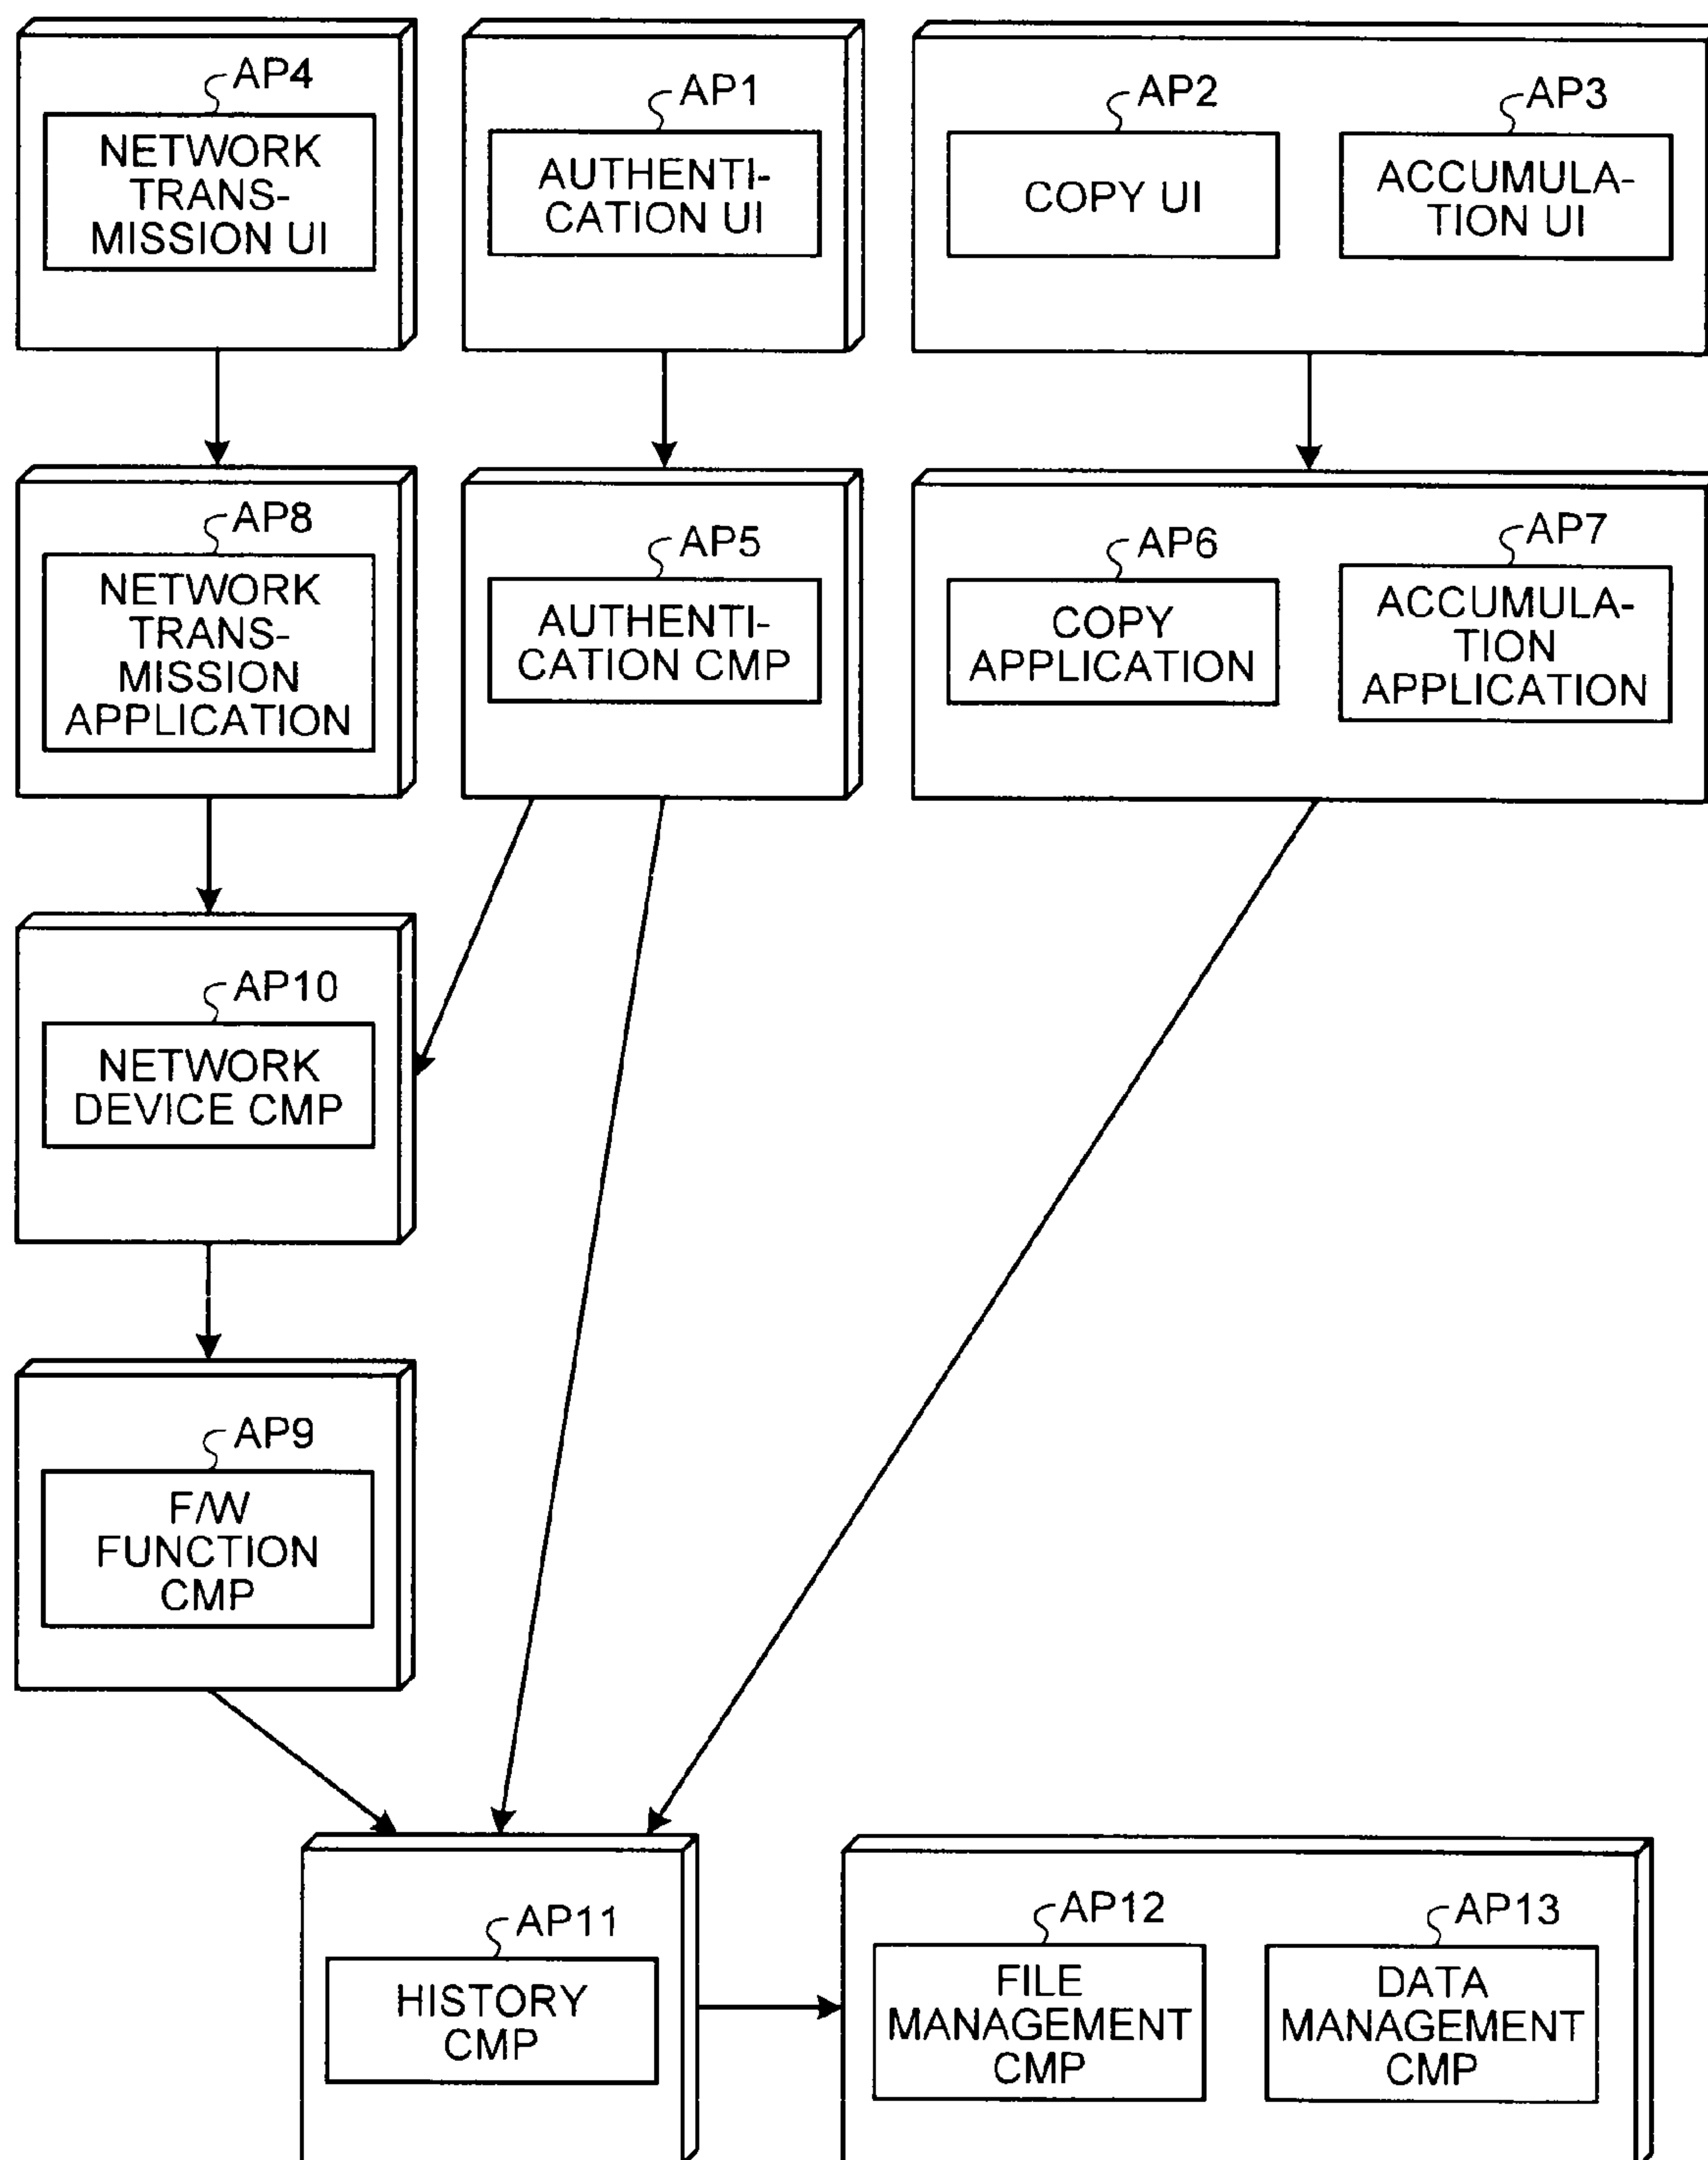 AP4
NETWORK
TRANS-
MISSION UI
AP1
AUTHENTI-
CATION UI
AP2
COPY UI
AP3
ACCUMULA-
TION UI
AP8
NETWORK
TRANS-
MISSION
APPLICATION
AP5
AUTHENTI-
CATION CMP
AP6
COPY
APPLICATION
AP7
ACCUMULA-
TION
APPLICATION
AP10
NETWORK
DEVICE CMP
AP9
F/W
FUNCTION
CMP
AP11
HISTORY
CMP
AP12
FILE
MANAGEMENT
CMP
AP13
DATA
MANAGEMENT
CMP